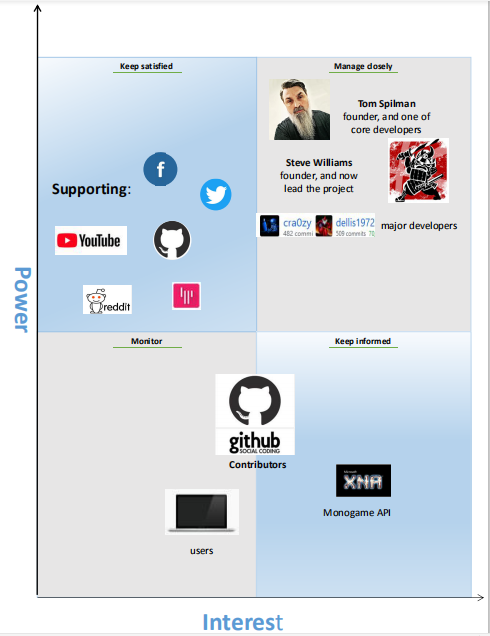 Keep satisfied
Manage closely
Tom Spilman
founder, and one of
core developers
Supporting:
Steve Williams
founder, and now
lead the project
cra0zy
482 commi
dellis1972
509 commits 70
major developers
YouTube
reddit
Power
Monitor
Keep informed
github
SOCIAL CODING
Contributors
Microsoft
XNA
Monogame API
users
Interest